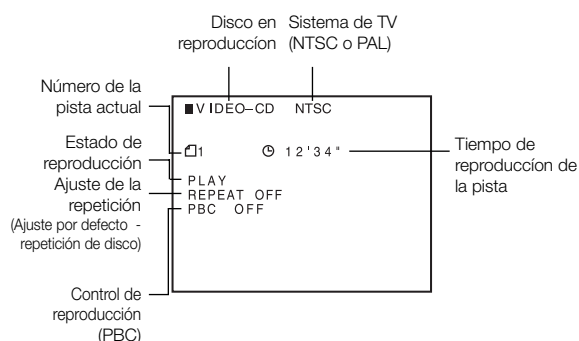 Disco en reproduccíon
Sistema de TV (NTSC o PAL)
Número de la pista actual
■VIDEO–CD NTSC
1 12'34"
Tiempo de reproduccíon de la pista
Estado de reproducción
PLAY
Ajuste de la repetición
(Ajuste por defecto - repetición de disco)
REPEAT OFF
PBC OFF
Control de reproducción (PBC)